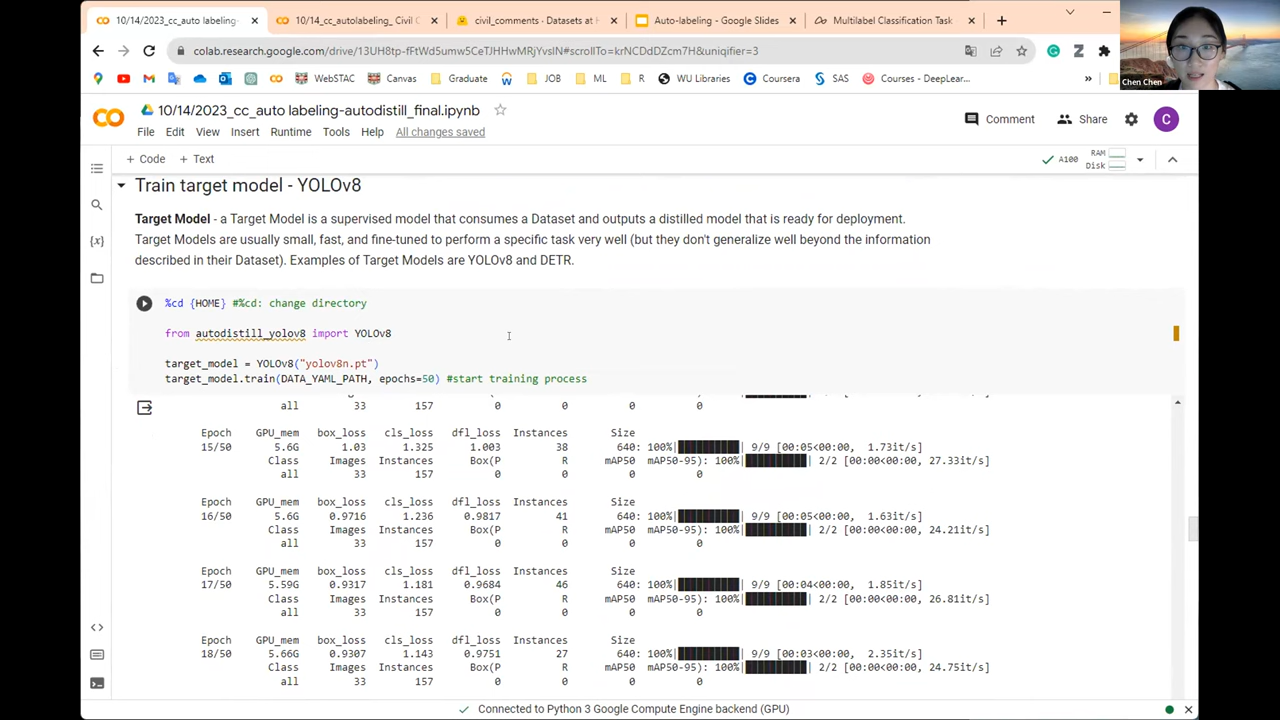 10/14/2023_cc_auto labeling-
10/14_cc_autolabeling_ Civil C
civil_comments · Datasets at H
Auto-labeling - Google Slides
Multilabel Classification Task
colab.research.google.com/drive/13UH8tp-fFtWd5umw5CeTJHHwMRjYvslN#scrollTo=krNCDdDZcm7H&uniqifier=3
WebSTAC
Canvas
Graduate
JOB
ML
R
WU Libraries
Coursera
SAS
Courses - DeepLear...
Chen Chen
10/14/2023_cc_auto labeling-autodistill_final.ipynb
File Edit View Insert Runtime Tools Help All changes saved
Comment
Share
C
+ Code + Text
A100
RAM
Disk
Train target model - YOLOv8
Target Model - a Target Model is a supervised model that consumes a Dataset and outputs a distilled model that is ready for deployment.
Target Models are usually small, fast, and fine-tuned to perform a specific task very well (but they don't generalize well beyond the information
described in their Dataset). Examples of Target Models are YOLOv8 and DETR.
%cd {HOME} #%cd: change directory
from autodistill_yolov8 import YOLOv8
target_model = YOLOv8("yolov8n.pt")
target_model.train(DATA_YAML_PATH, epochs=50) #start training process
all 33 157 0 0 0 0
Epoch GPU_mem box_loss cls_loss dfl_loss Instances Size
15/50 5.6G 1.03 1.325 1.003 38 640: 100%|██████████| 9/9 [00:05<00:00, 1.73it/s]
Class Images Instances Box(P R mAP50 mAP50-95): 100%|██████████| 2/2 [00:00<00:00, 27.33it/s]
all 33 157 0 0 0 0
Epoch GPU_mem box_loss cls_loss dfl_loss Instances Size
16/50 5.6G 0.9716 1.236 0.9817 41 640: 100%|██████████| 9/9 [00:05<00:00, 1.63it/s]
Class Images Instances Box(P R mAP50 mAP50-95): 100%|██████████| 2/2 [00:00<00:00, 24.21it/s]
all 33 157 0 0 0 0
Epoch GPU_mem box_loss cls_loss dfl_loss Instances Size
17/50 5.59G 0.9317 1.181 0.9684 46 640: 100%|██████████| 9/9 [00:04<00:00, 1.85it/s]
Class Images Instances Box(P R mAP50 mAP50-95): 100%|██████████| 2/2 [00:00<00:00, 26.81it/s]
all 33 157 0 0 0 0
Epoch GPU_mem box_loss cls_loss dfl_loss Instances Size
18/50 5.66G 0.9307 1.143 0.9751 27 640: 100%|██████████| 9/9 [00:03<00:00, 2.35it/s]
Class Images Instances Box(P R mAP50 mAP50-95): 100%|██████████| 2/2 [00:00<00:00, 24.75it/s]
all 33 157 0 0 0 0
Connected to Python 3 Google Compute Engine backend (GPU)